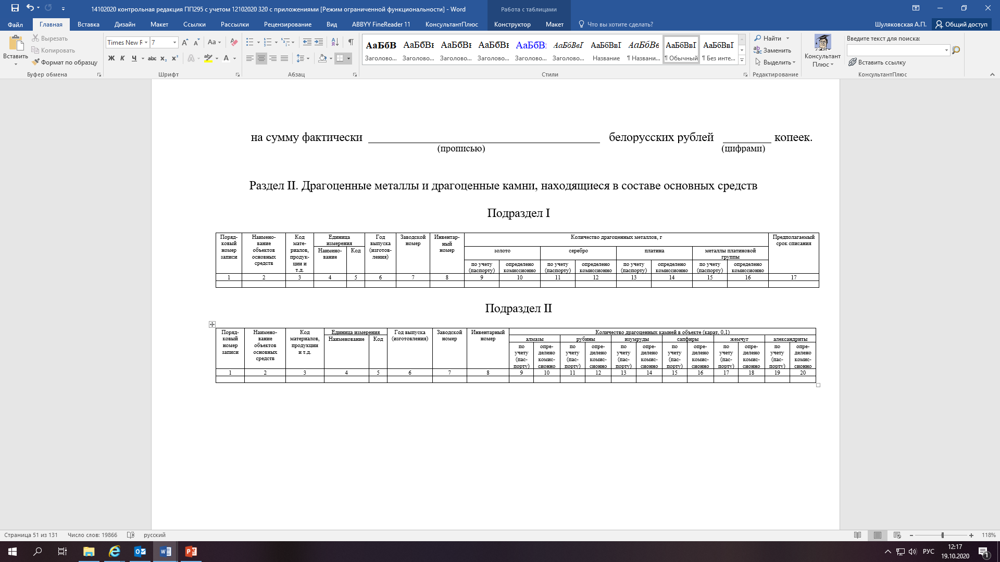 14102020 контрольная редакция ПП295 с учетом 12102020 320 с приложениями [Режим ограниченной функциональности] - Word
Работа с таблицами
Файл Главная Вставка Дизайн Макет Ссылки Рассылки Рецензирование Вид ABBYY FineReader 11 КонсультантПлюс Конструктор Макет Что вы хотите сделать? Шуляковская А.П. Общий доступ
Вставить
Вырезать
Копировать
Формат по образцу
Буфер обмена
Times New R 7
Шрифт
Абзац
АаБбВ АаБбВı АаБбВı АаБбВı АаБбВ: АаБбВеІ АаБбВвІ АаБбВв АаБбВвІ АаБбВвІ
Заголово... Заголово... Заголово... Заголово... Заголово... Заголово... Название ¶ Названи... ¶ Обычный ¶ Без инте...
Стили
Найти
Заменить
Выделить
Редактирование
Консультант
Плюс
Введите текст для поиска:
Вставить ссылку
КонсультантПлюс
на сумму фактически ________ белорусских рублей ________ копеек.
(прописью) (цифрами)
Раздел II. Драгоценные металлы и драгоценные камни, находящиеся в составе основных средств
Подраздел I
Поряд-
ковый
номер
записи
Наимено-
вание
объектов
основных
средств
Код
мате-
риалов,
продук-
ции и
т.д.
Единица
измерения
Наимено-
вание
Код
Год
выпуска
(изготов-
ления)
Заводской
номер
Инвентар-
ный
номер
Количество драгоценных металлов, г
золото серебро платина металлы платиновой
группы
по учету определено по учету определено по учету определено по учету определено
(паспорту) комиссионно (паспорту) комиссионно (паспорту) комиссионно (паспорту) комиссионно
Предполагаемый
срок списания
1 2 3 4 5 6 7 8 9 10 11 12 13 14 15 16 17
Подраздел II
Поряд-
ковый
номер
записи
Наимено-
вание
объектов
основных
средств
Код
материалов,
продукции
и т.д.
Единица измерения
Наименование Код
Год выпуска
(изготовления)
Заводской
номер
Инвентарный
номер
Количество драгоценных камней в объекте (карат, 0,1)
алмазы рубины изумруды сапфиры жемчуг александриты
по опре- по опре- по опре- по опре- по опре- по опре-
учету делено учету делено учету делено учету делено учету делено учету делено
(пас- комис- (пас- комис- (пас- комис- (пас- комис- (пас- комис- (пас- комис-
порту) сионно порту) сионно порту) сионно порту) сионно порту) сионно порту) сионно
1 2 3 4 5 6 7 8 9 10 11 12 13 14 15 16 17 18 19 20
Страница 51 из 131 Число слов: 19866 русский 118%
РУС
12:17
19.10.2020
1